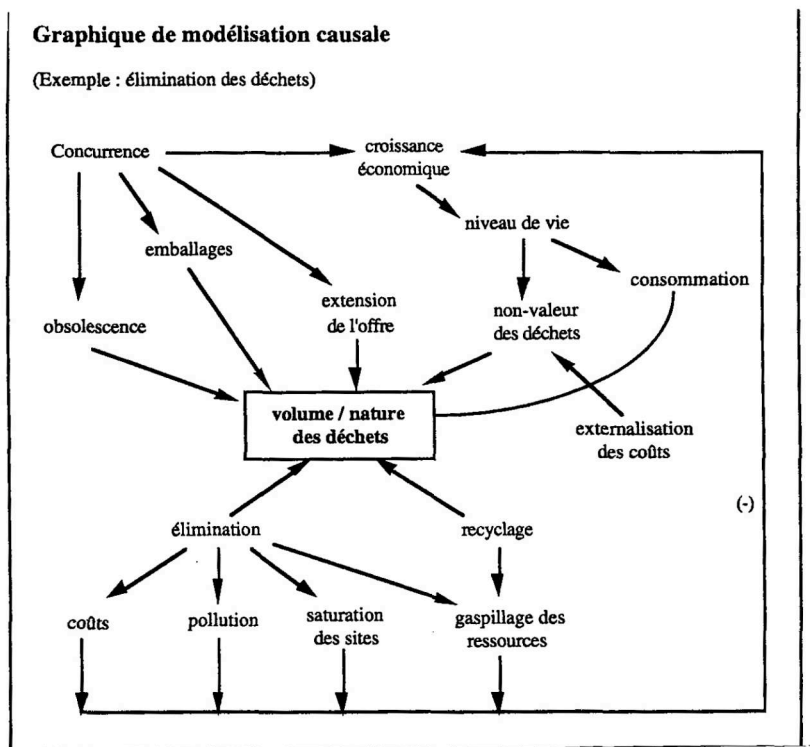 Graphique de modélisation causale
(Exemple : élimination des déchets)
Concurrence
croissance
économique
niveau de vie
emballages
consommation
extension
de l'offre
non-valeur
des déchets
obsolescence
volume / nature
des déchets
externalisation
des coûts
(-)
élimination
recyclage
coûts
pollution
saturation
des sites
gaspillage des
ressources